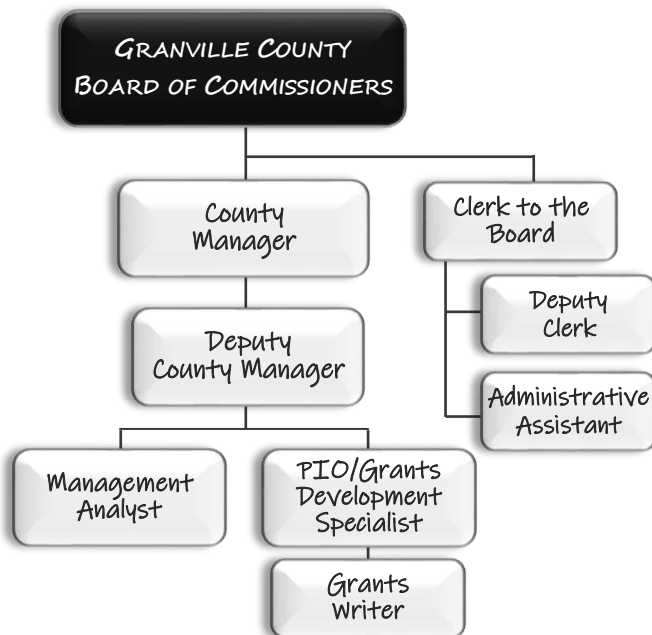 GRANVILLE COUNTY
BOARD OF COMMISSIONERS
County
Manager
Clerk to the
Board
Deputy
Clerk
Deputy
County Manager
Administrative
Assistant
Management
Analyst
PIO/Grants
Development
Specialist
Grants
Writer